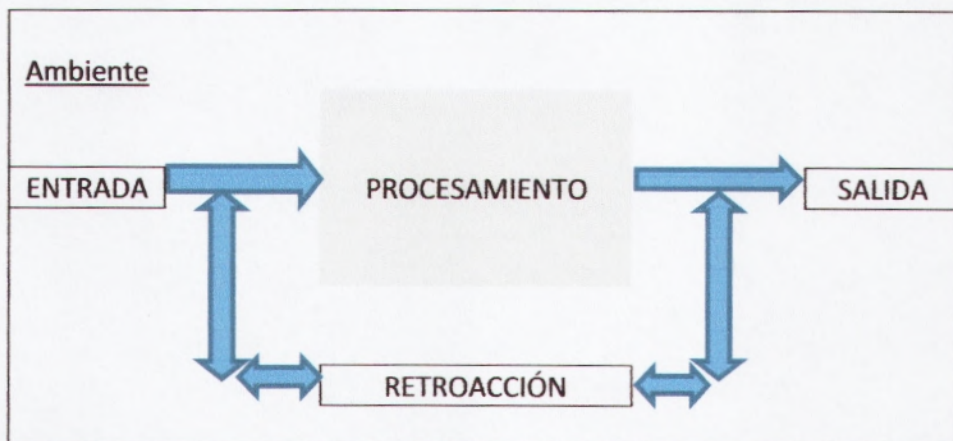 Ambiente
ENTRADA
PROCESAMIENTO
SALIDA
RETROACCIÓN